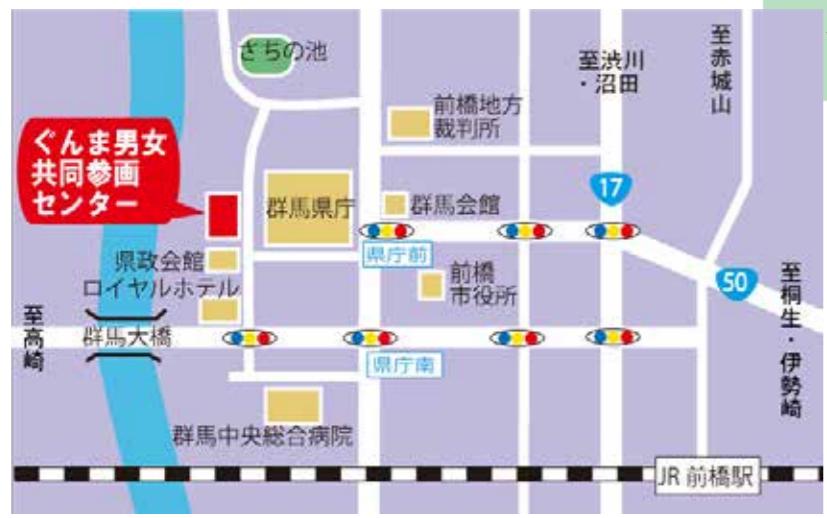 さちの池
至渋川
・沼田
至赤城山
前橋地方
裁判所
ぐんま男女
共同参画
センター
17
群馬県庁
群馬会館
県庁前
県政会館
前橋
市役所
50
ロイヤルホテル
至高崎
群馬大橋
至桐生・伊勢崎
県庁南
群馬中央総合病院
JR 前橋駅